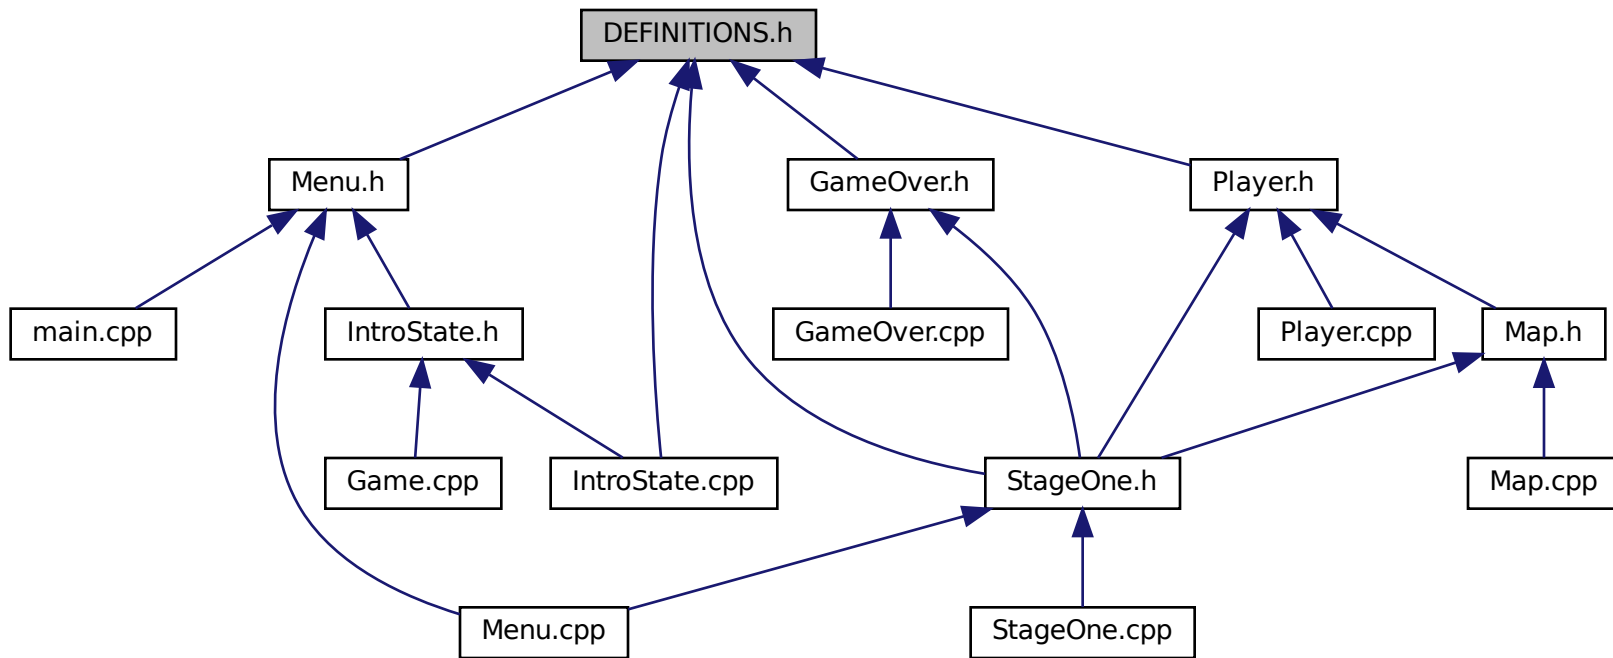 DEFINITIONS.h
Menu.h
GameOver.h
Player.h
main.cpp
IntroState.h
GameOver.cpp
Player.cpp
Map.h
Game.cpp
IntroState.cpp
StageOne.h
Map.cpp
Menu.cpp
StageOne.cpp